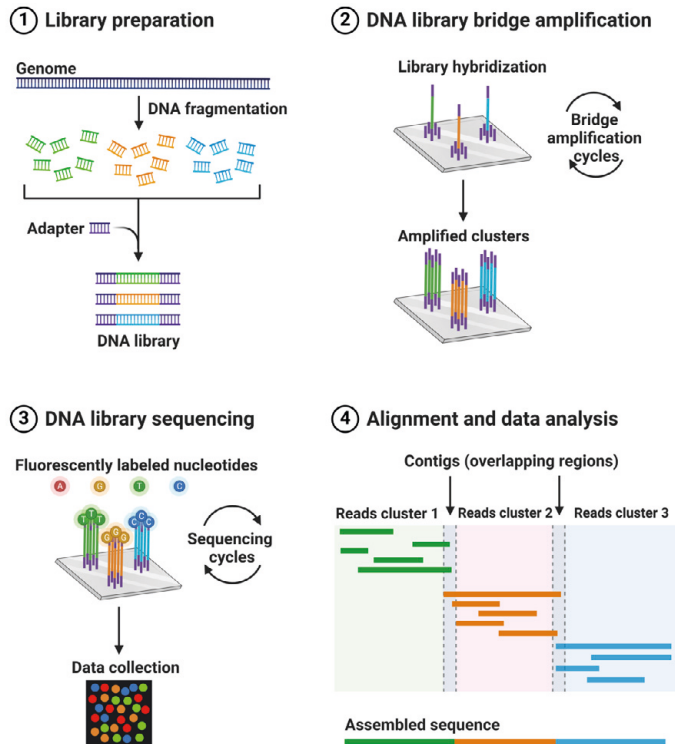 1 Library preparation
Genome
DNA fragmentation
Adapter
DNA library
2 DNA library bridge amplification
Library hybridization
Bridge
amplification
cycles
Amplified clusters
3 DNA library sequencing
Fluorescently labeled nucleotides
A G T C
T T T
G G G
C C C
Sequencing
cycles
Data collection
4 Alignment and data analysis
Contigs (overlapping regions)
Reads cluster 1 Reads cluster 2 Reads cluster 3
Assembled sequence